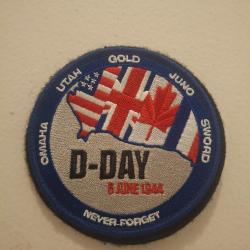 OMAHA UTAH GOLD JUNO SWORD
D-DAY
6 JUNE 1944
NEVER FORGET